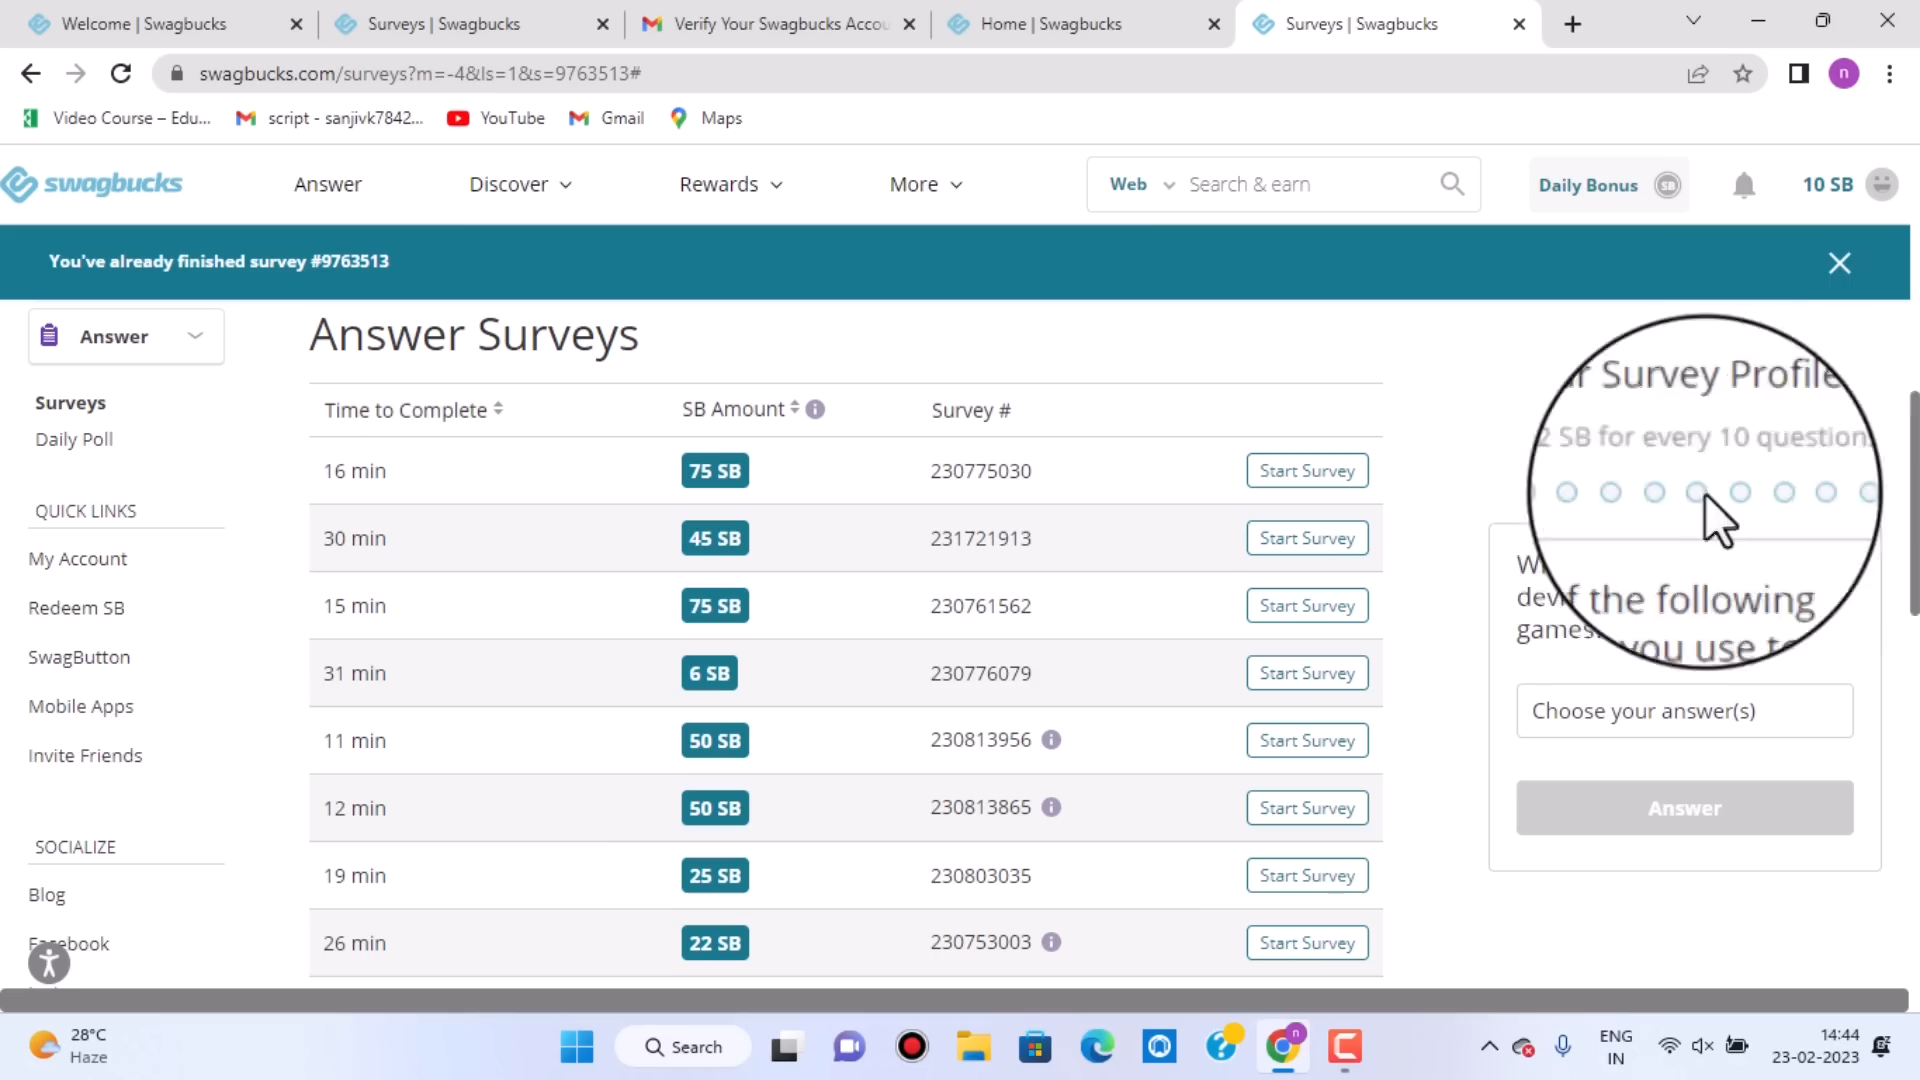 Welcome | Swagbucks
Surveys | Swagbucks
Verify Your Swagbucks Accou
Home | Swagbucks
Surveys | Swagbucks
swagbucks.com/surveys?m=-4&ls=1&s=9763513#
n
Video Course – Edu...
script - sanjivk7842...
YouTube
Gmail
Maps
swagbucks
Answer
Discover
Rewards
More
Web
Search & earn
Daily Bonus
SB
10 SB
You've already finished survey #9763513
Answer
Surveys
Daily Poll
QUICK LINKS
My Account
Redeem SB
SwagButton
Mobile Apps
Invite Friends
SOCIALIZE
Blog
Facebook
Answer Surveys
Time to Complete
SB Amount
Survey #
16 min 75 SB 230775030 Start Survey
30 min 45 SB 231721913 Start Survey
15 min 75 SB 230761562 Start Survey
31 min 6 SB 230776079 Start Survey
11 min 50 SB 230813956 Start Survey
12 min 50 SB 230813865 Start Survey
19 min 25 SB 230803035 Start Survey
26 min 22 SB 230753003 Start Survey
Survey Profile
2 SB for every 10 question
f the following
you use to
games.
Choose your answer(s)
Answer
28°C
Haze
Search
ENG
IN
14:44
23-02-2023